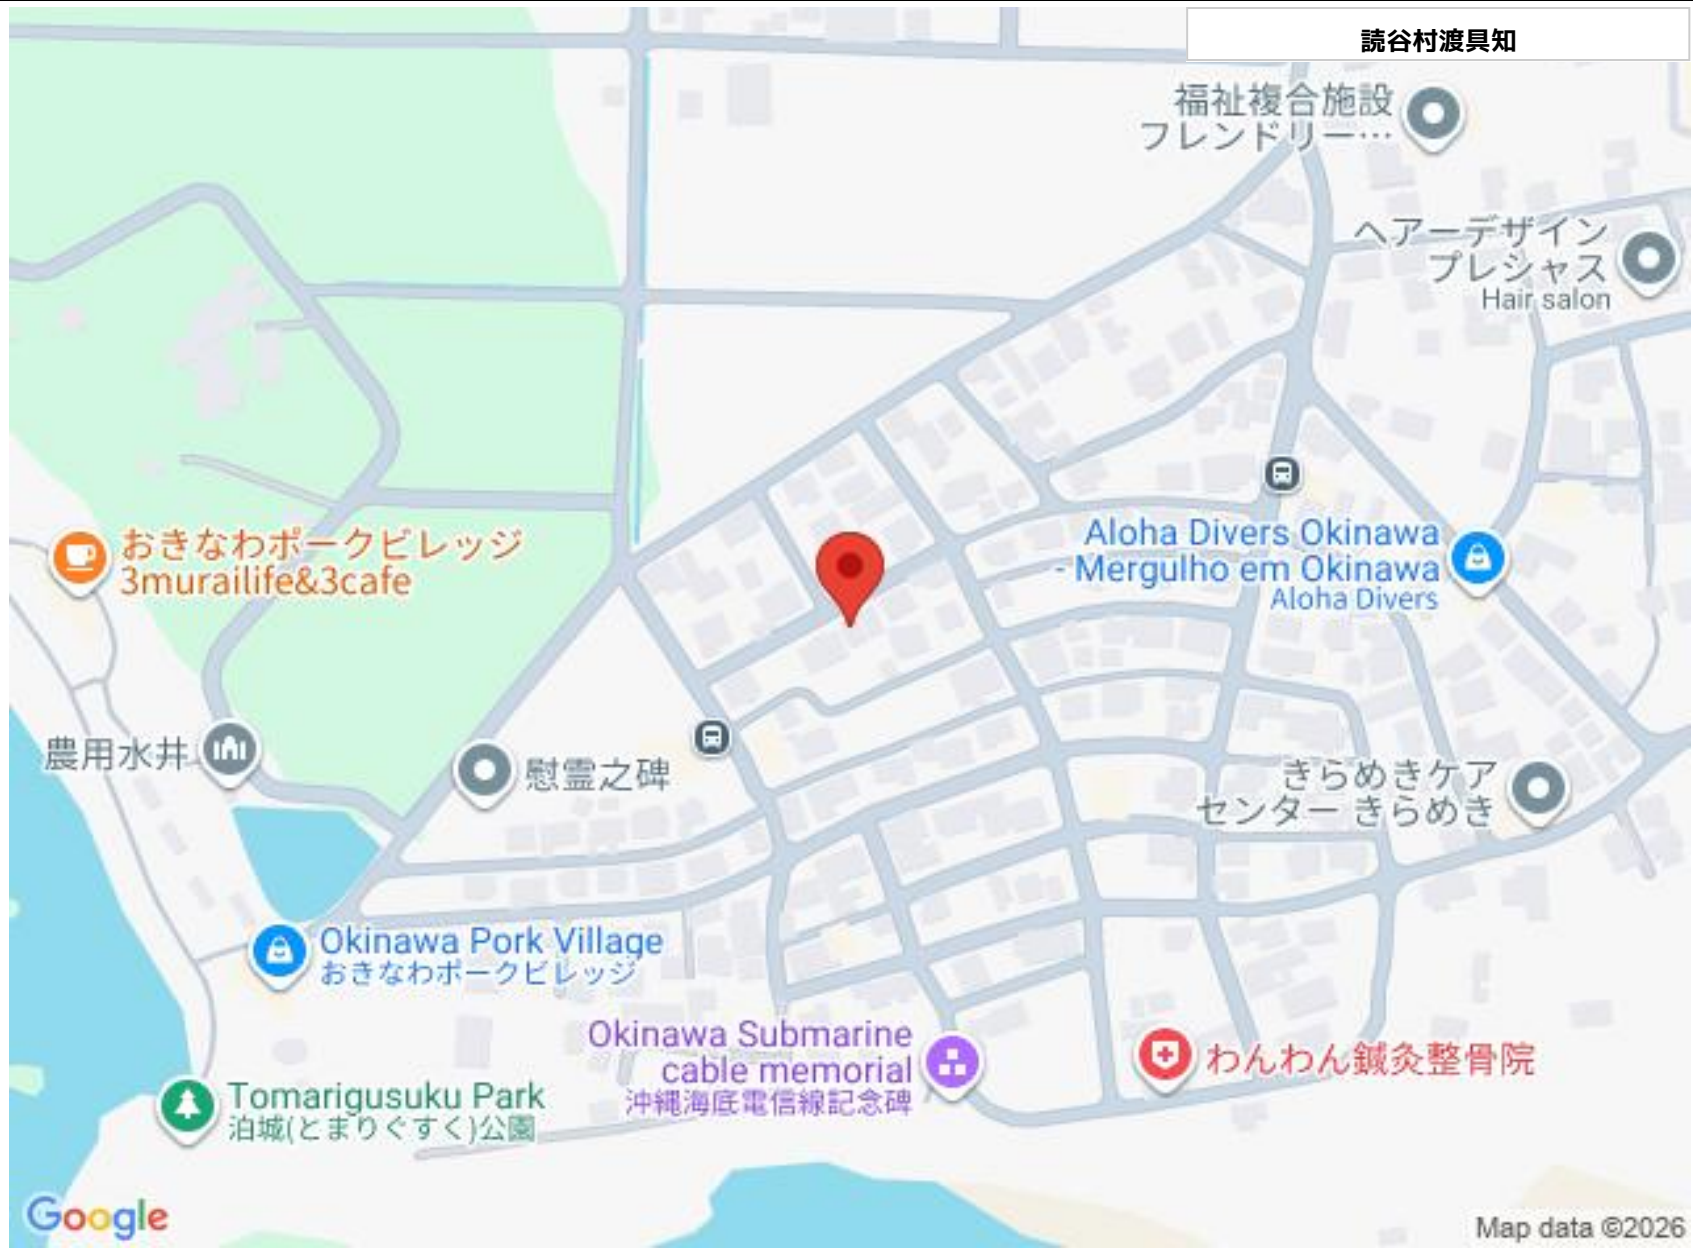 読谷村渡具知
福祉複合施設
フレンドリー…
ヘアーデザイン
プレシャス
Hair salon
おきなわポークビレッジ
3murailife&3cafe
Aloha Divers Okinawa
- Mergulho em Okinawa
Aloha Divers
農用水井
慰霊之碑
きらめきケア
センター きらめき
Okinawa Pork Village
おきなわポークビレッジ
Okinawa Submarine
cable memorial
沖縄海底電信線記念碑
わんわん鍼灸整骨院
Tomarigusuku Park
泊城(とまりぐすく)公園
Google
Map data ©2026